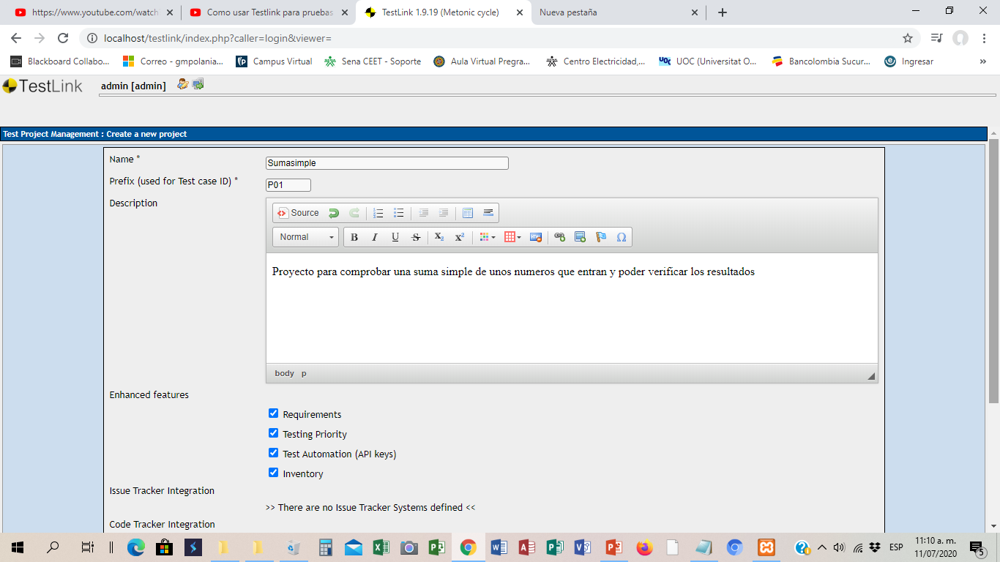 https://www.youtube.com/watch
Como usar Testlink para pruebas
TestLink 1.9.19 (Metonic cycle)
Nueva pestaña
localhost/testlink/index.php?caller=login&viewer=
Blackboard Collabo...
Correo - gmpolania...
Campus Virtual
Sena CEET - Soporte
Aula Virtual Pregra...
Centro Electricidad,...
UOC (Universitat O...
Bancolombia Sucur...
Ingresar
»
TestLink
admin [admin]
Test Project Management : Create a new project
Name *
Sumasimple
Prefix (used for Test case ID) *
P01
Description
Source
Normal
B I U S X2 X2 Ω
Proyecto para comprobar una suma simple de unos numeros que entran y poder verificar los resultados
body p
Enhanced features
Requirements
Testing Priority
Test Automation (API keys)
Inventory
Issue Tracker Integration
>> There are no Issue Tracker Systems defined <<
Code Tracker Integration
ESP
11:10 a. m.
11/07/2020
5